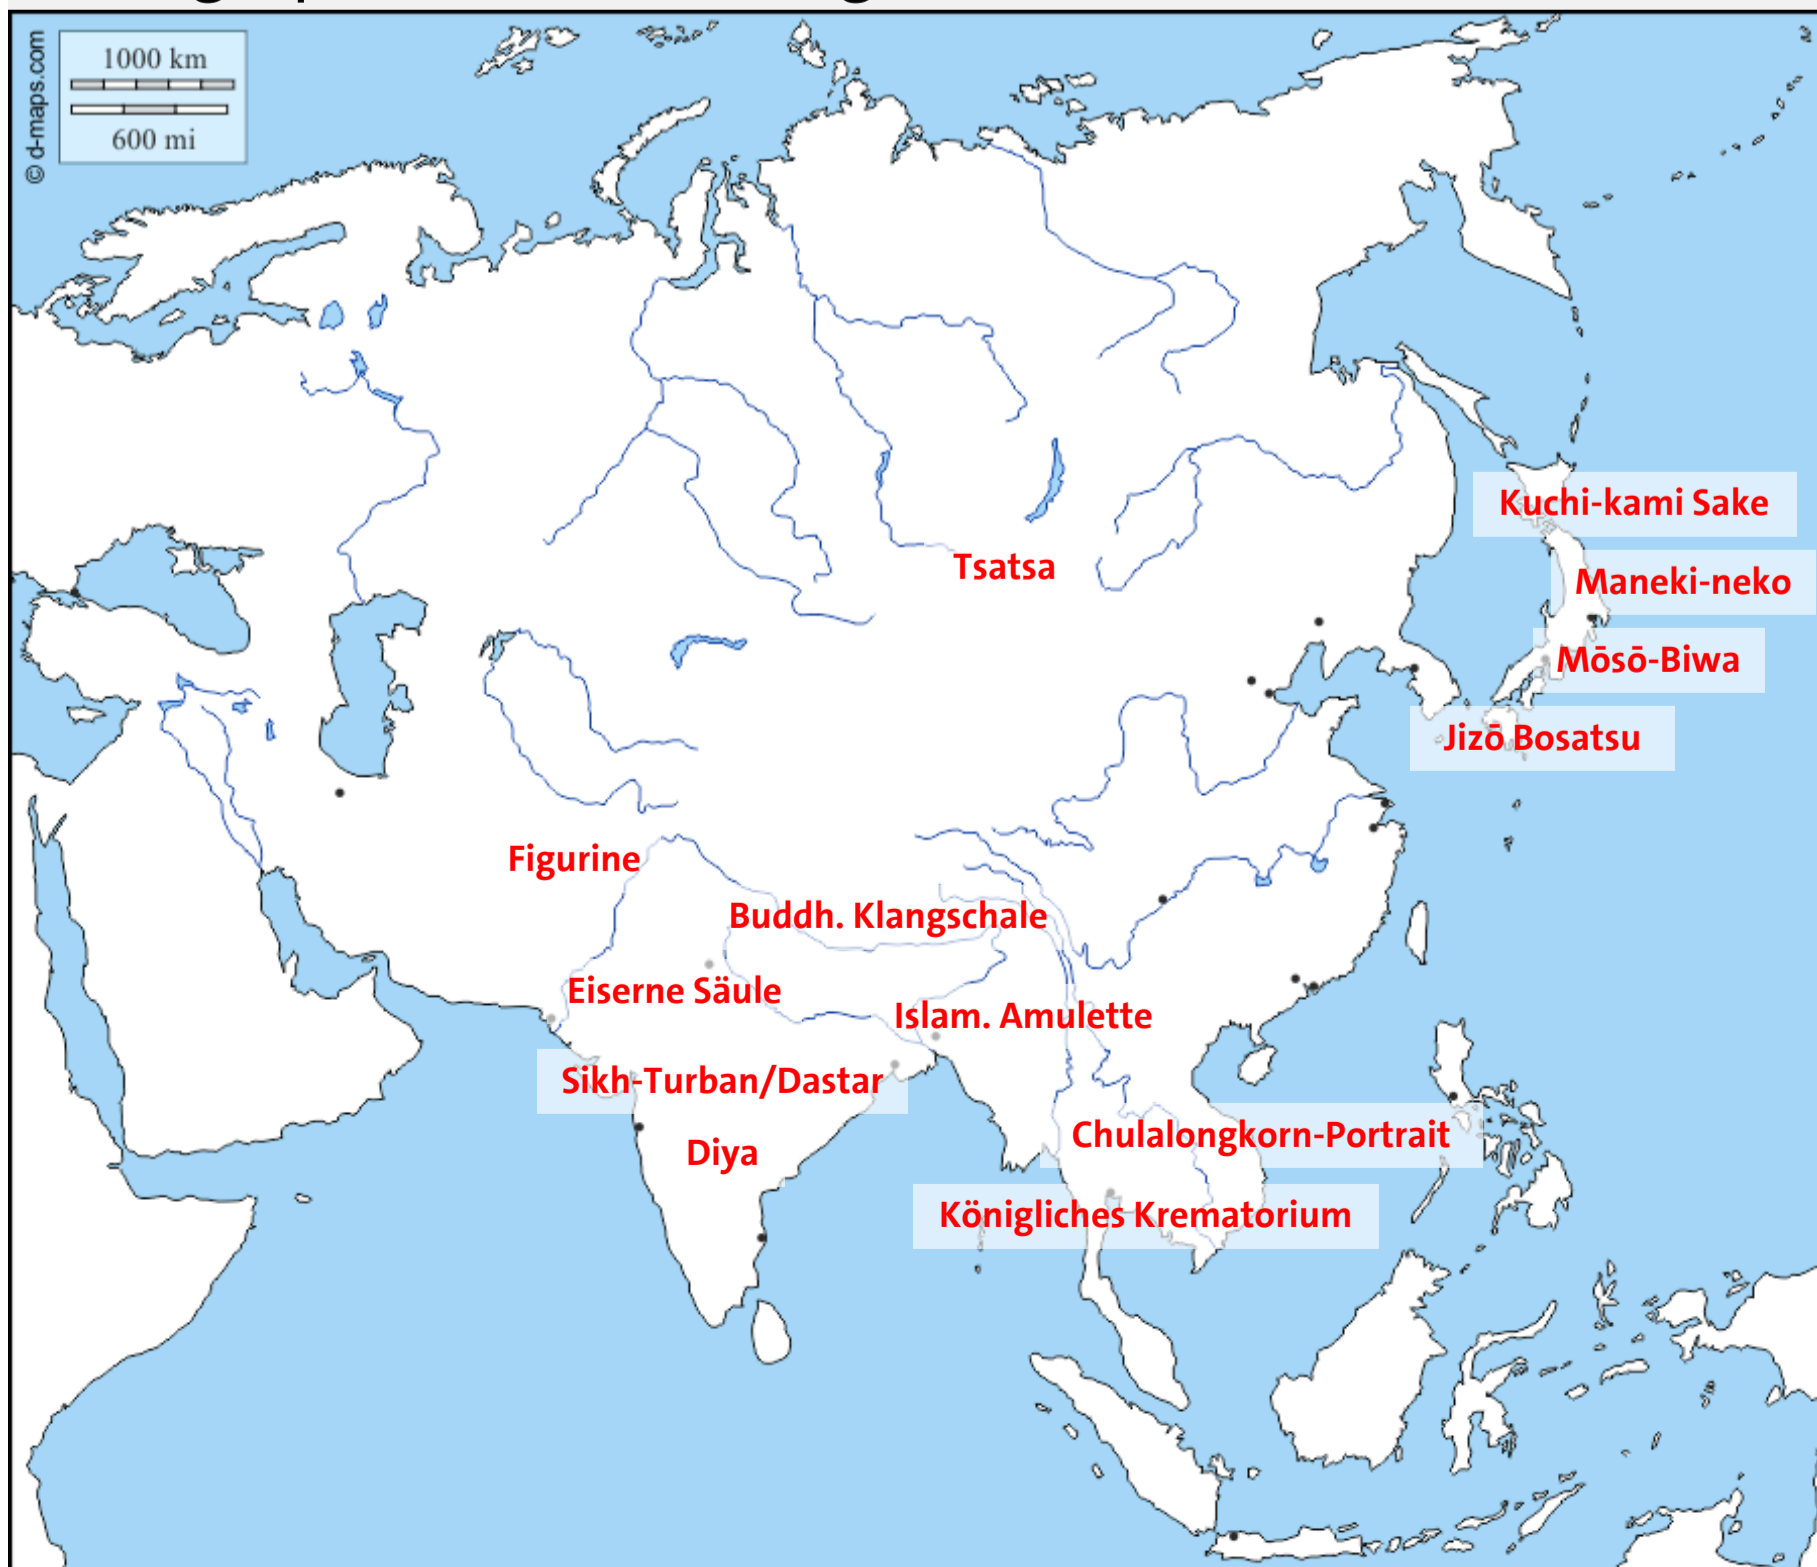 © d-maps.com
1000 km
600 mi
Kuchi-kami Sake
Tsatsa
Maneki-neko
Mōsō-Biwa
Jizō Bosatsu
Figurine
Buddh. Klangschale
Eiserne Säule
Islam. Amulette
Sikh-Turban/Dastar
Chulalongkorn-Portrait
Diya
Königliches Krematorium